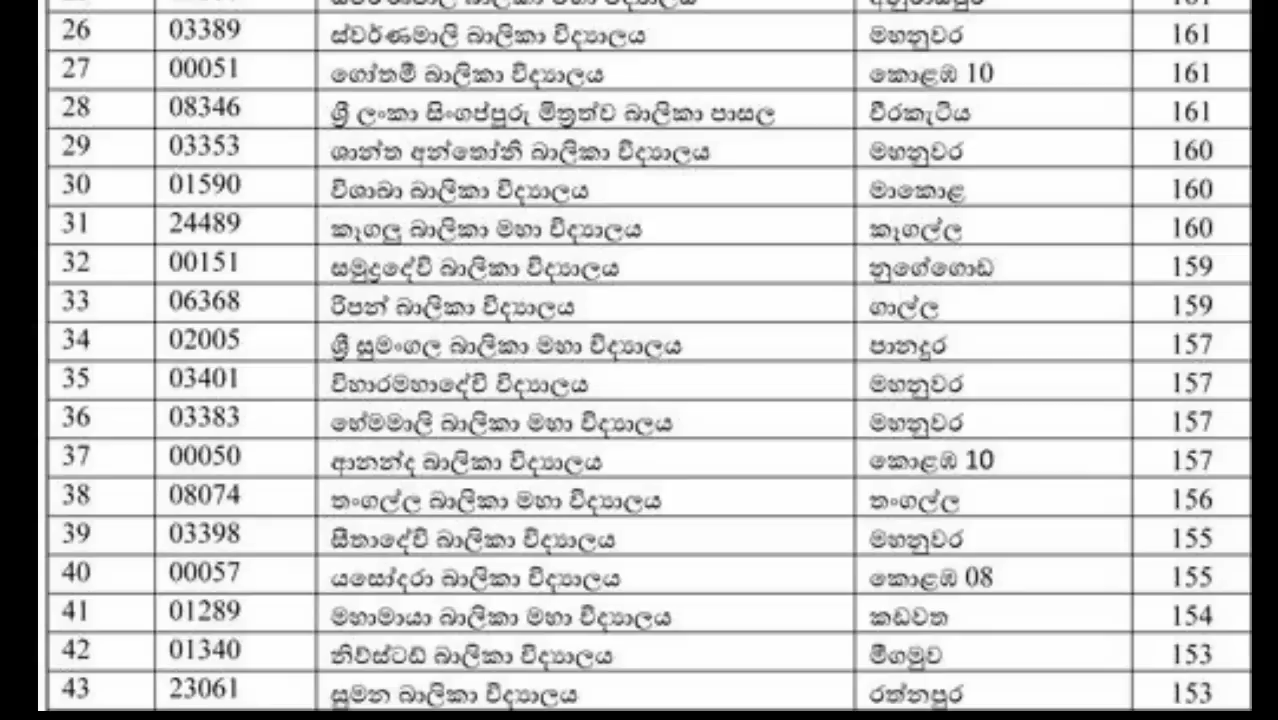 26 03389 ස්වර්ණමාලි බාලිකා විද්‍යාලය මහනුවර 161
27 00051 ගෝතමී බාලිකා විද්‍යාලය කොළඹ 10 161
28 08346 ශ්‍රී ලංකා සිංගප්පූරු මිත්‍රත්ව බාලිකා පාසල වීරකැටිය 161
29 03353 ශාන්ත අන්තෝනි බාලිකා විද්‍යාලය මහනුවර 160
30 01590 විශාඛා බාලිකා විද්‍යාලය මාකොළ 160
31 24489 කෑගලු බාලිකා මහා විද්‍යාලය කෑගල්ල 160
32 00151 සමුද්‍රදේවි බාලිකා විද්‍යාලය නුගේගොඩ 159
33 06368 රිපන් බාලිකා විද්‍යාලය ගාල්ල 159
34 02005 ශ්‍රී සුමංගල බාලිකා මහා විද්‍යාලය පානදුර 157
35 03401 විහාරමහාදේවි විද්‍යාලය මහනුවර 157
36 03383 හේමමාලි බාලිකා මහා විද්‍යාලය මහනුවර 157
37 00050 ආනන්ද බාලිකා විද්‍යාලය කොළඹ 10 157
38 08074 තංගල්ල බාලිකා මහා විද්‍යාලය තංගල්ල 156
39 03398 සීතාදේවි බාලිකා විද්‍යාලය මහනුවර 155
40 00057 යසෝදරා බාලිකා විද්‍යාලය කොළඹ 08 155
41 01289 මහාමායා බාලිකා මහා විද්‍යාලය කඩවත 154
42 01340 නිව්ස්ටඩ් බාලිකා විද්‍යාලය මීගමුව 153
43 23061 සුමන බාලිකා විද්‍යාලය රත්නපුර 153